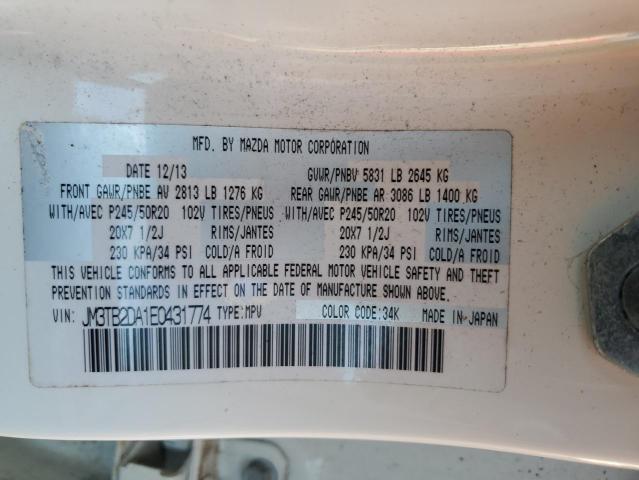 MFD. BY MAZDA MOTOR CORPORATION
DATE 12/13 GVWR/PNBV 5831 LB 2645 KG
FRONT GAWR/PNBE AV 2813 LB 1276 KG REAR GAWR/PNBE AR 3086 LB 1400 KG
WITH/AVEC P245/50R20 102V TIRES/PNEUS WITH/AVEC P245/50R20 102V TIRES/PNEUS
20X7 1/2J RIMS/JANTES 20X7 1/2J RIMS/JANTES
230 KPA/34 PSI COLD/A FROID 230 KPA/34 PSI COLD/A FROID
THIS VEHICLE CONFORMS TO ALL APPLICABLE FEDERAL MOTOR VEHICLE SAFETY AND THEFT
PREVENTION STANDARDS IN EFFECT ON THE DATE OF MANUFACTURE SHOWN ABOVE.
VIN: JM3TB2DA1E0431774 TYPE:MPV COLOR CODE:34K MADE IN JAPAN